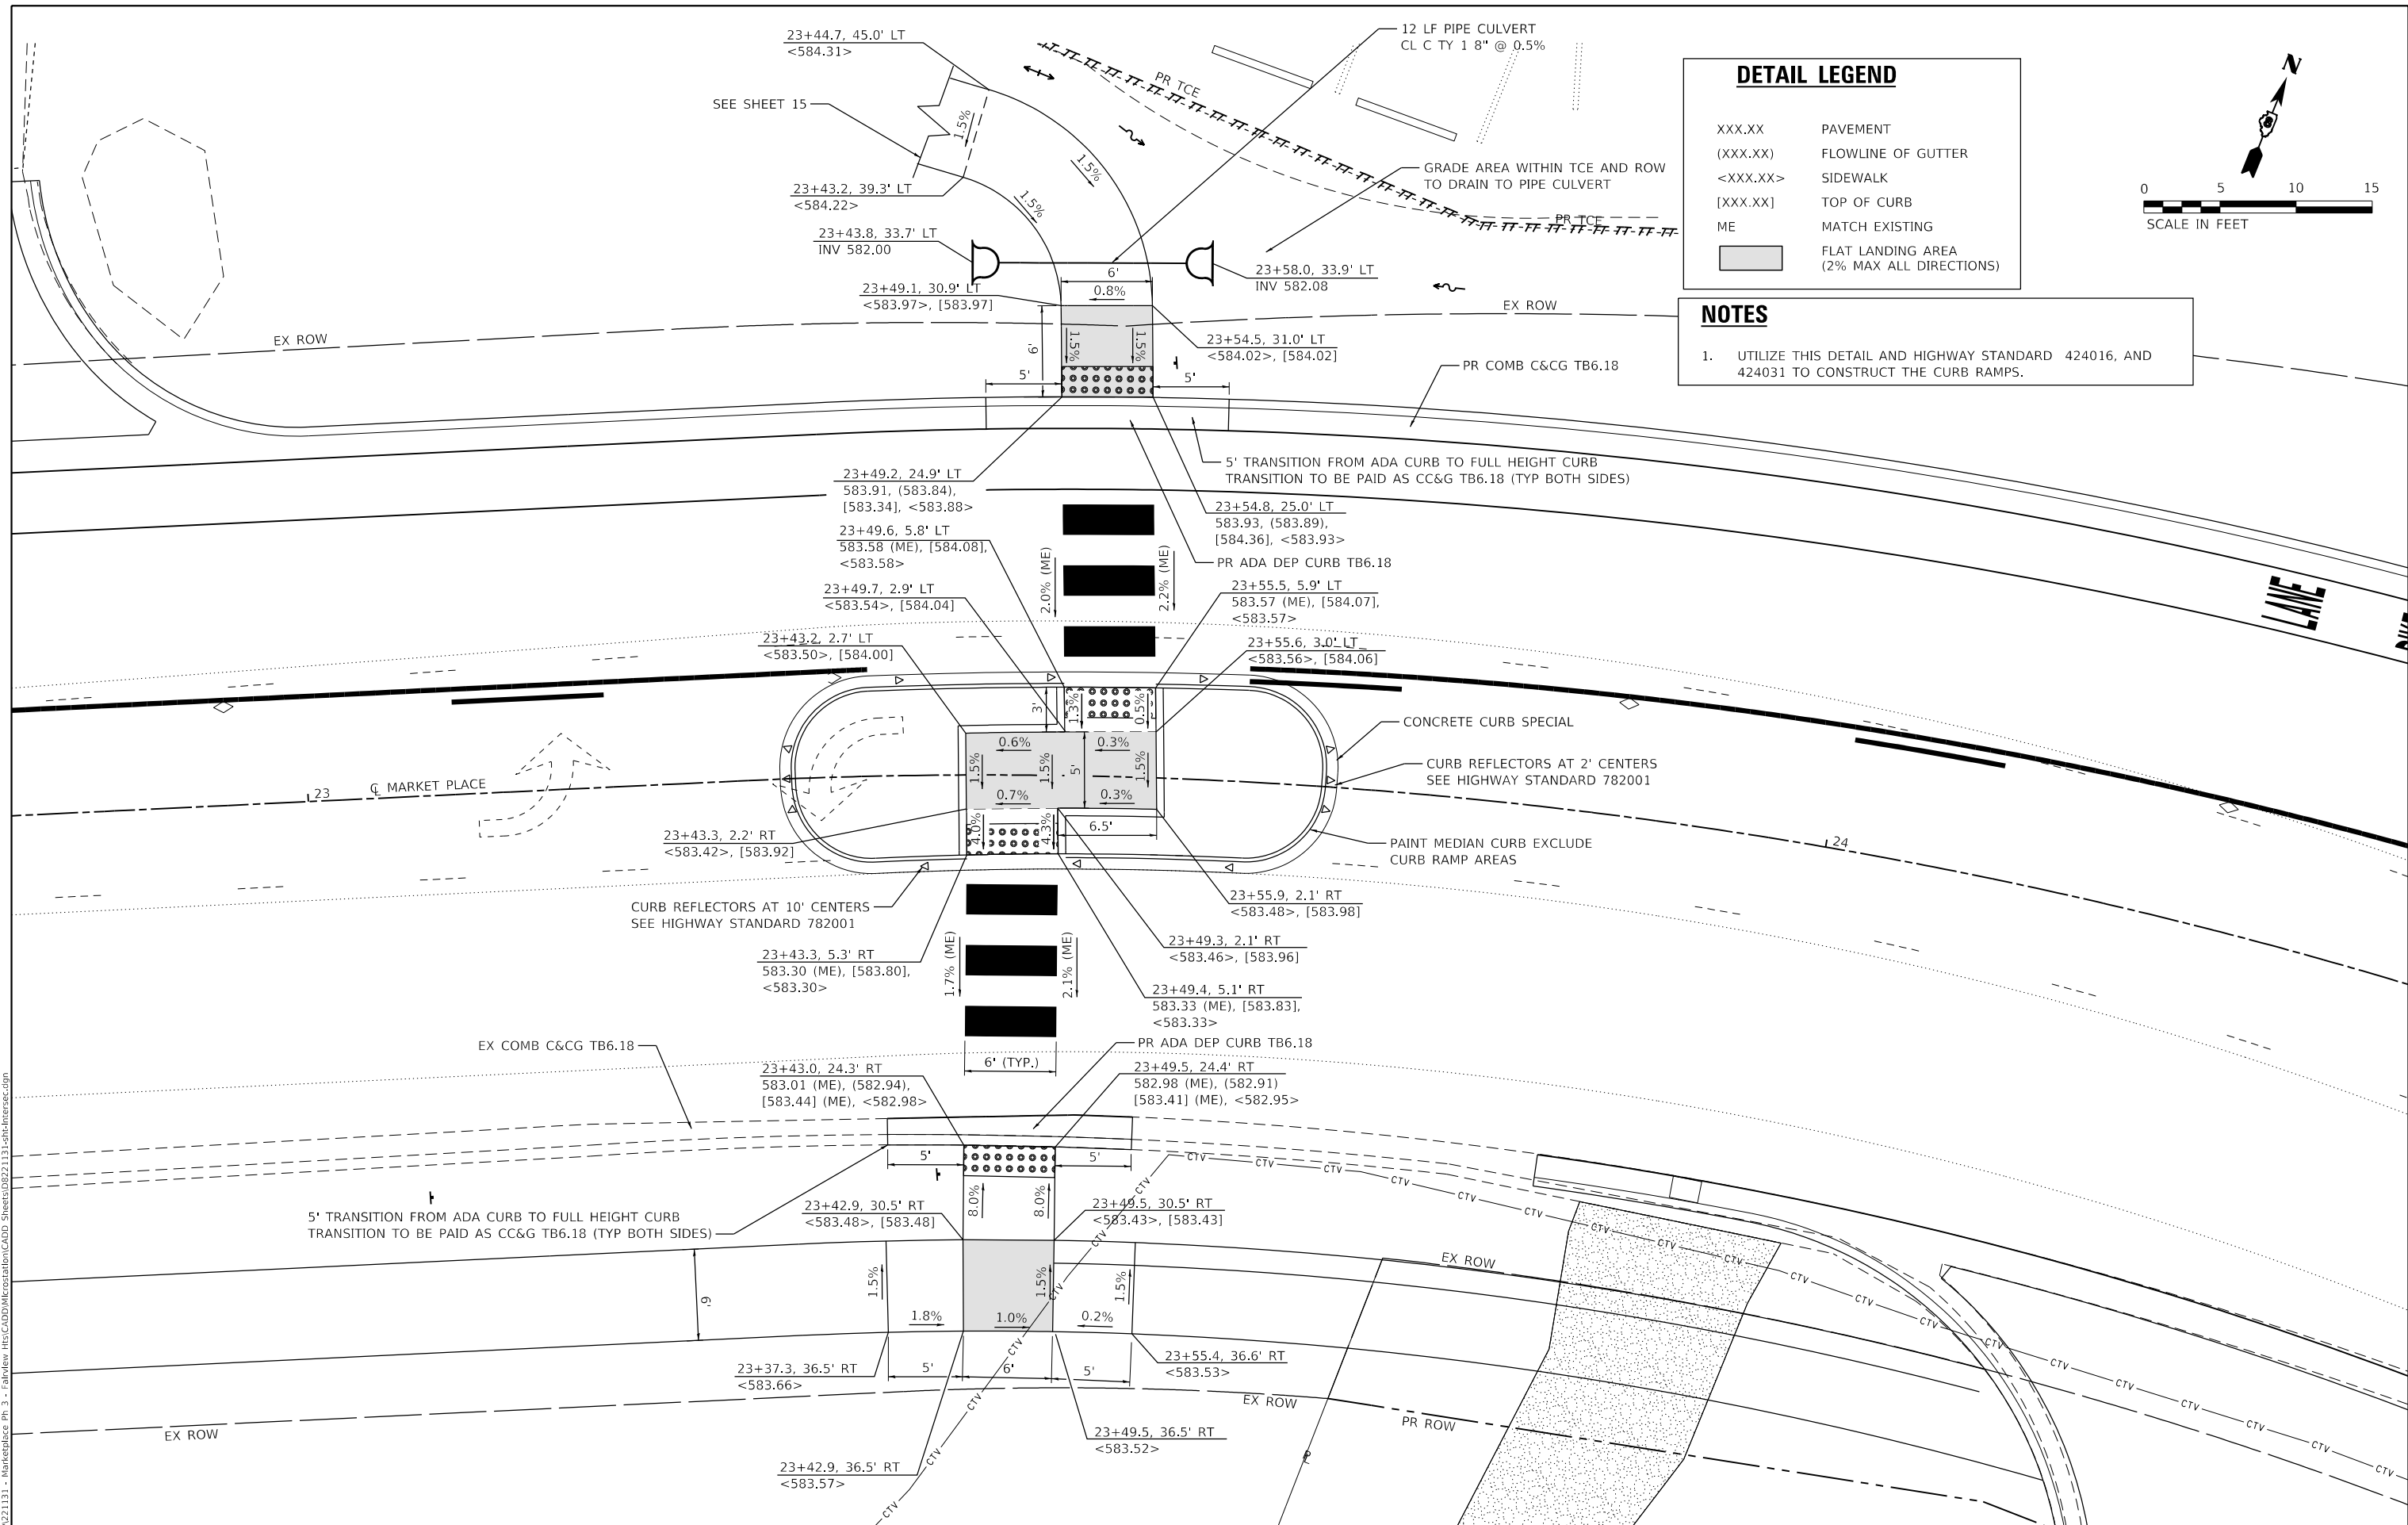 23+44.7, 45.0' LT
<584.31>
12 LF PIPE CULVERT
CL C TY 1 8" @ 0.5%
PR TCE
SEE SHEET 15
1.5%
1.5%
1.5%
DETAIL LEGEND
XXX.XX PAVEMENT
(XXX.XX) FLOWLINE OF GUTTER
<XXX.XX> SIDEWALK
[XXX.XX] TOP OF CURB
ME MATCH EXISTING
FLAT LANDING AREA
(2% MAX ALL DIRECTIONS)
N
0 5 10 15
SCALE IN FEET
GRADE AREA WITHIN TCE AND ROW
TO DRAIN TO PIPE CULVERT
PR TCE
23+43.2, 39.3' LT
<584.22>
23+43.8, 33.7' LT
INV 582.00
23+58.0, 33.9' LT
INV 582.08
6'
0.8%
23+49.1, 30.9' LT
<583.97>, [583.97]
EX ROW
EX ROW
23+54.5, 31.0' LT
<584.02>, [584.02]
6'
1.5%
1.5%
5'
5'
NOTES
1. UTILIZE THIS DETAIL AND HIGHWAY STANDARD 424016, AND
424031 TO CONSTRUCT THE CURB RAMPS.
PR COMB C&CG TB6.18
5' TRANSITION FROM ADA CURB TO FULL HEIGHT CURB
TRANSITION TO BE PAID AS CC&G TB6.18 (TYP BOTH SIDES)
23+49.2, 24.9' LT
583.91, (583.84),
[583.34], <583.88>
23+54.8, 25.0' LT
583.93, (583.89),
[584.36], <583.93>
23+49.6, 5.8' LT
583.58 (ME), [584.08],
<583.58>
2.0% (ME)
2.2% (ME)
PR ADA DEP CURB TB6.18
23+49.7, 2.9' LT
<583.54>, [584.04]
23+55.5, 5.9' LT
583.57 (ME), [584.07],
<583.57>
23+43.2, 2.7' LT
<583.50>, [584.00]
23+55.6, 3.0' LT
<583.56>, [584.06]
3'
1.3%
0.5%
0.6%
0.3%
1.5%
1.5%
5'
1.5%
0.7%
0.3%
4.0%
4.3%
6.5'
CONCRETE CURB SPECIAL
CURB REFLECTORS AT 2' CENTERS
SEE HIGHWAY STANDARD 782001
23
℄ MARKET PLACE
24
PAINT MEDIAN CURB EXCLUDE
CURB RAMP AREAS
23+43.3, 2.2' RT
<583.42>, [583.92]
CURB REFLECTORS AT 10' CENTERS
SEE HIGHWAY STANDARD 782001
23+55.9, 2.1' RT
<583.48>, [583.98]
23+49.3, 2.1' RT
<583.46>, [583.96]
23+43.3, 5.3' RT
583.30 (ME), [583.80],
<583.30>
1.7% (ME)
2.1% (ME)
23+49.4, 5.1' RT
583.33 (ME), [583.83],
<583.33>
EX COMB C&CG TB6.18
PR ADA DEP CURB TB6.18
6' (TYP.)
23+43.0, 24.3' RT
583.01 (ME), (582.94),
[583.44] (ME), <582.98>
23+49.5, 24.4' RT
582.98 (ME), (582.91)
[583.41] (ME), <582.95>
5'
5'
CTV CTV CTV CTV CTV CTV CTV CTV CTV CTV CTV CTV CTV CTV CTV CTV CTV
8.0%
8.0%
23+42.9, 30.5' RT
<583.48>, [583.48]
23+49.5, 30.5' RT
<583.43>, [583.43]
5' TRANSITION FROM ADA CURB TO FULL HEIGHT CURB
TRANSITION TO BE PAID AS CC&G TB6.18 (TYP BOTH SIDES)
CTV
CTV
CTV
CTV
CTV
CTV
EX ROW
6'
1.5%
1.5%
1.5%
1.8%
1.0%
0.2%
23+37.3, 36.5' RT
<583.66>
5'
6'
5'
23+55.4, 36.6' RT
<583.53>
EX ROW
EX ROW
PR ROW
23+49.5, 36.5' RT
<583.52>
23+42.9, 36.5' RT
<583.57>